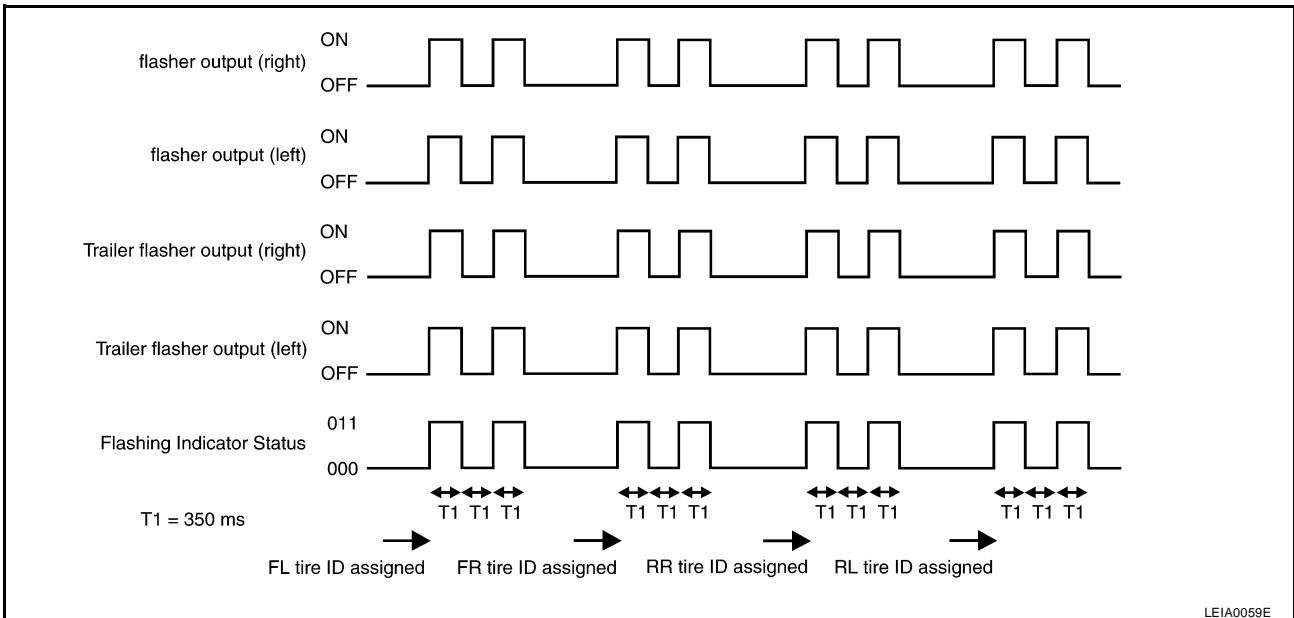 ON
flasher output (right)
OFF
ON
flasher output (left)
OFF
ON
Trailer flasher output (right)
OFF
ON
Trailer flasher output (left)
OFF
011
Flashing Indicator Status
000
T1 T1 T1 T1 T1 T1 T1 T1 T1 T1 T1 T1
T1 = 350 ms
FL tire ID assigned FR tire ID assigned RR tire ID assigned RL tire ID assigned
LEIA0059E